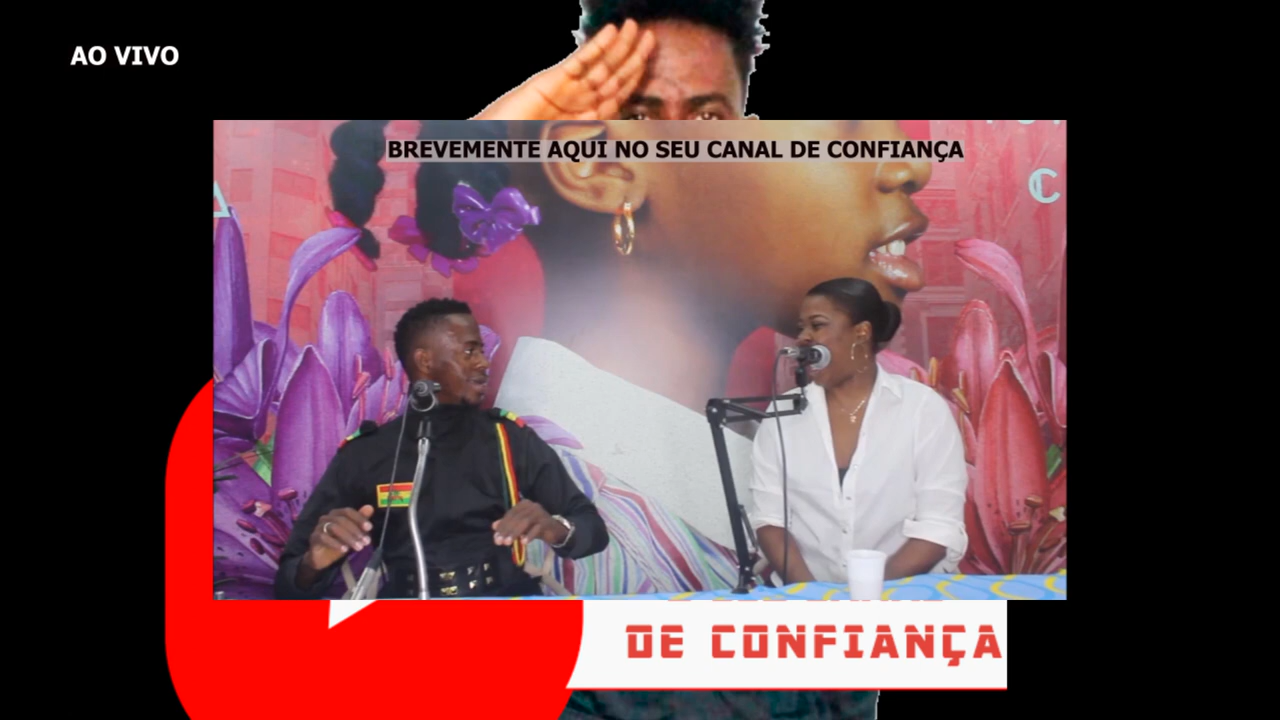 AO VIVO
BREVEMENTE AQUI NO SEU CANAL DE CONFIANÇA
DE CONFIANÇA